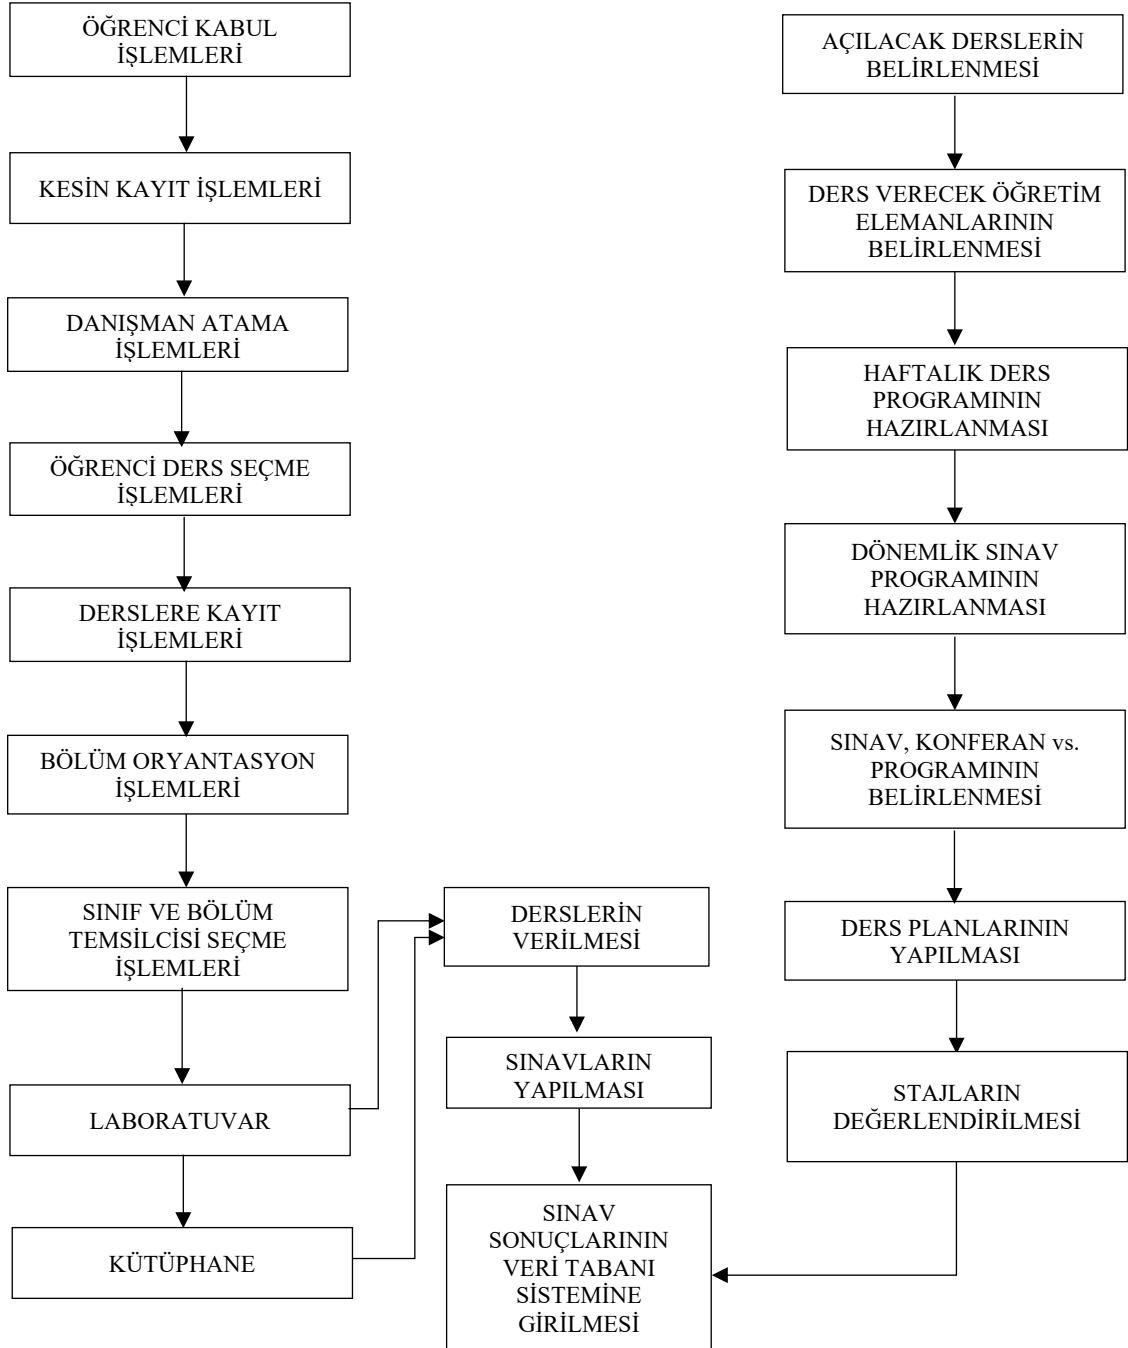 ÖĞRENCİ KABUL
İŞLEMLERİ
KESİN KAYIT İŞLEMLERİ
DANIŞMAN ATAMA
İŞLEMLERİ
ÖĞRENCİ DERS SEÇME
İŞLEMLERİ
DERSLERE KAYIT
İŞLEMLERİ
BÖLÜM ORYANTASYON
İŞLEMLERİ
SINIF VE BÖLÜM
TEMSİLCİSİ SEÇME
İŞLEMLERİ
LABORATUVAR
KÜTÜPHANE
DERSLERİN
VERİLMESİ
SINAVLARIN
YAPILMASI
SINAV
SONUÇLARININ
VERİ TABANI
SİSTEMİNE
GİRİLMESİ
AÇILACAK DERSLERİN
BELİRLENMESİ
DERS VERECEK ÖĞRETİM
ELEMANLARININ
BELİRLENMESİ
HAFTALIK DERS
PROGRAMININ
HAZIRLANMASI
DÖNEMLİK SINAV
PROGRAMININ
HAZIRLANMASI
SINAV, KONFERAN vs.
PROGRAMININ
BELİRLENMESİ
DERS PLANLARININ
YAPILMASI
STAJLARIN
DEĞERLENDİRİLMESİ